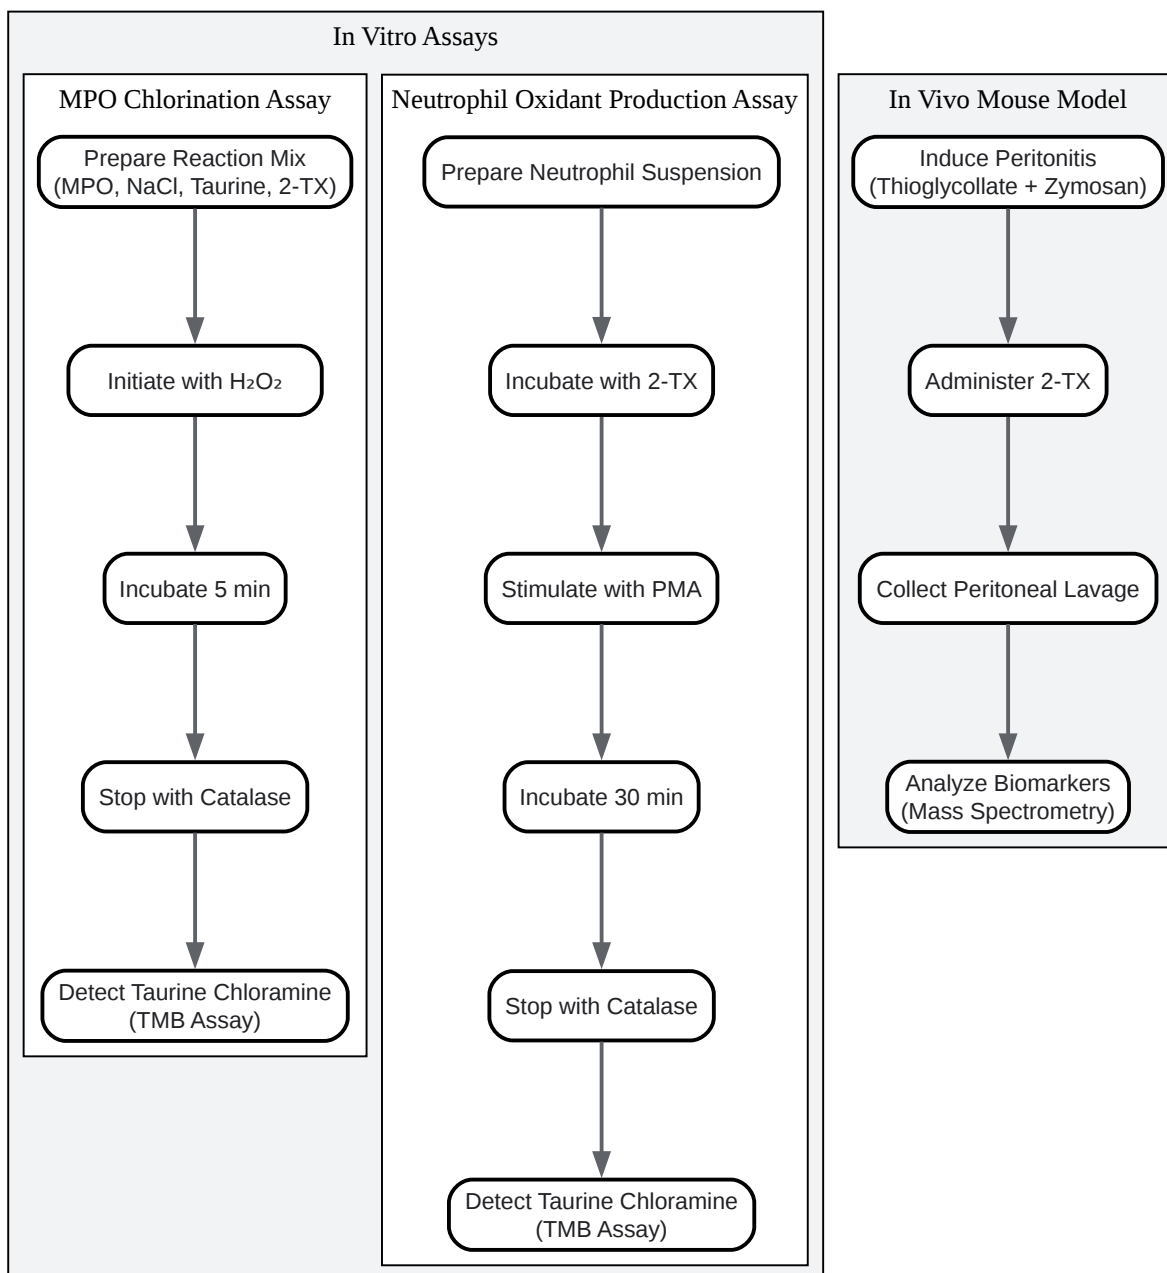 In Vitro Assays
MPO Chlorination Assay
Prepare Reaction Mix
(MPO, NaCl, Taurine, 2-TX)
Initiate with H₂O₂
Incubate 5 min
Stop with Catalase
Detect Taurine Chloramine
(TMB Assay)
Neutrophil Oxidant Production Assay
Prepare Neutrophil Suspension
Incubate with 2-TX
Stimulate with PMA
Incubate 30 min
Stop with Catalase
Detect Taurine Chloramine
(TMB Assay)
In Vivo Mouse Model
Induce Peritonitis
(Thioglycollate + Zymosan)
Administer 2-TX
Collect Peritoneal Lavage
Analyze Biomarkers
(Mass Spectrometry)